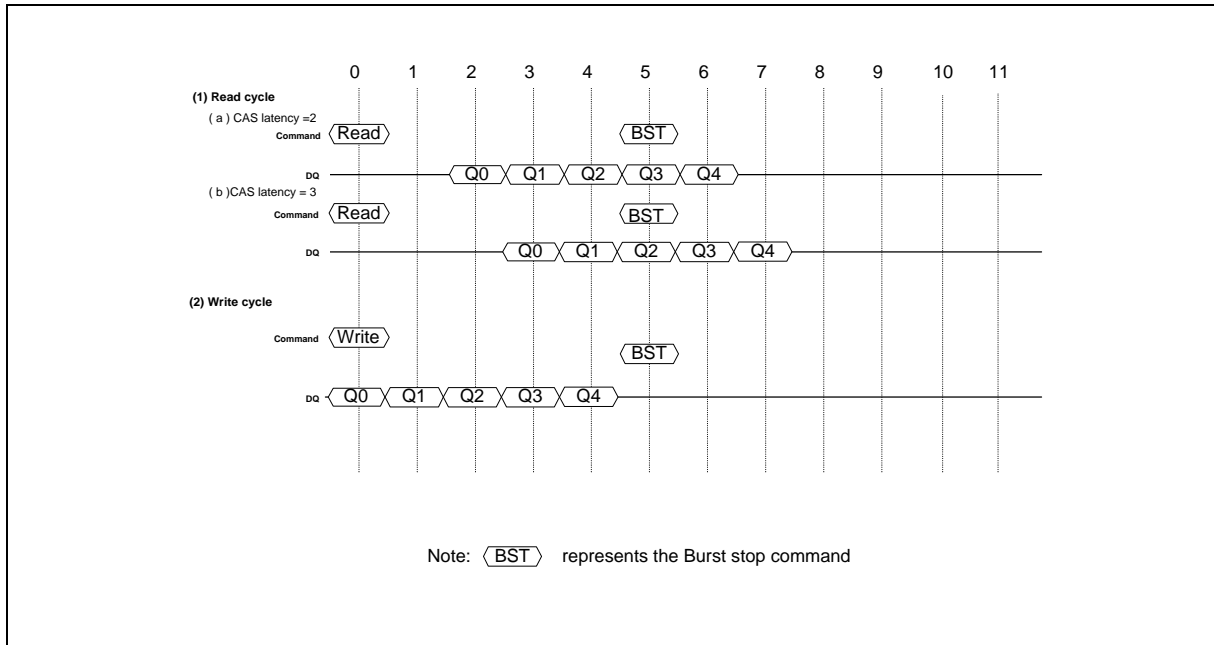 0 1 2 3 4 5 6 7 8 9 10 11
(1) Read cycle
( a ) CAS latency =2
Command Read BST
DQ Q0 Q1 Q2 Q3 Q4
( b )CAS latency = 3
Command Read BST
DQ Q0 Q1 Q2 Q3 Q4
(2) Write cycle
Command Write BST
DQ Q0 Q1 Q2 Q3 Q4
Note: BST represents the Burst stop command